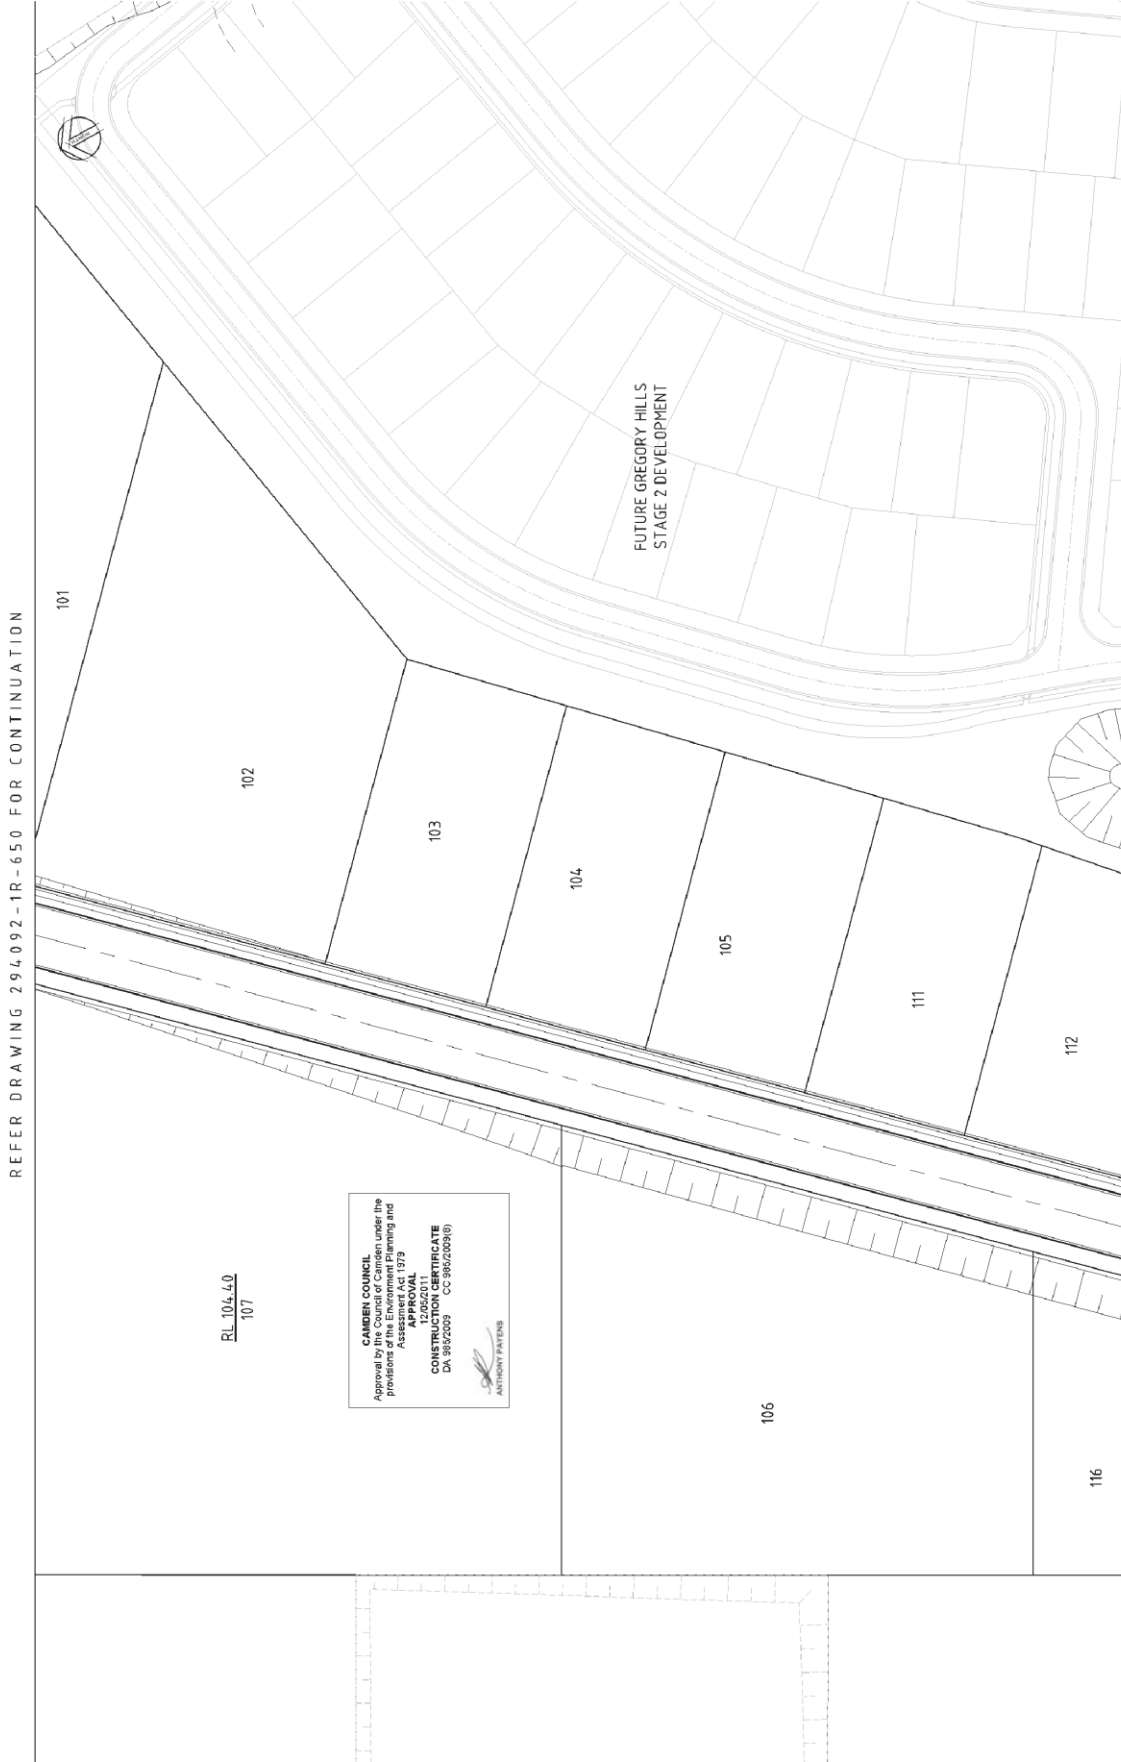 REFER DRAWING 294092-1R-650 FOR CONTINUATION
NORTH
101
102
103
104
105
111
112
FUTURE GREGORY HILLS
STAGE 2 DEVELOPMENT
RL 104.40
107
CAMDEN COUNCIL
Approval by the Council of Camden under the
provisions of the Environment Planning and
Assessment Act 1979
APPROVAL
12/05/2011
CONSTRUCTION CERTIFICATE
DA 985/2009 CC 985/2009(8)
ANTHONY PAYENS
106
116